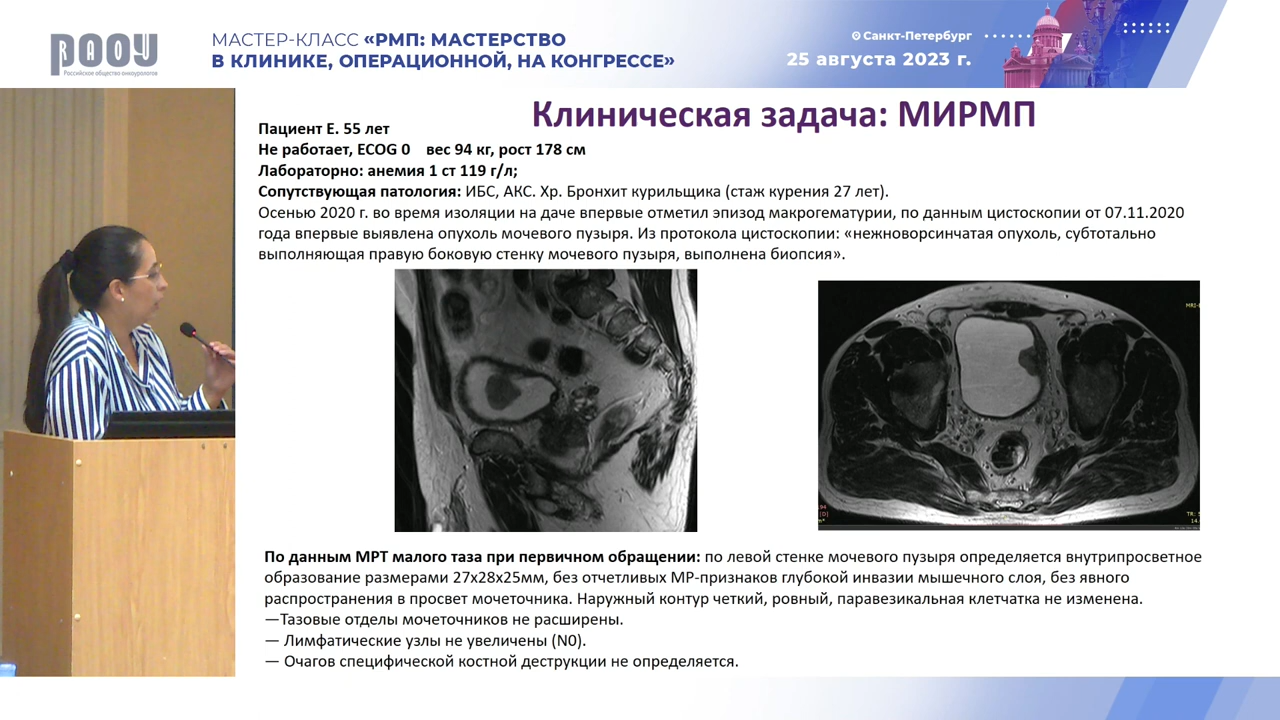 РАОУ
Российское общество онкоурологов
МАСТЕР-КЛАСС «РМП: МАСТЕРСТВО
В КЛИНИКЕ, ОПЕРАЦИОННОЙ, НА КОНГРЕССЕ»
Санкт-Петербург
25 августа 2023 г.
Клиническая задача: МИРМП
Пациент Е. 55 лет
Не работает, ECOG 0 вес 94 кг, рост 178 см
Лабораторно: анемия 1 ст 119 г/л;
Сопутствующая патология: ИБС, АКС. Хр. Бронхит курильщика (стаж курения 27 лет).
Осенью 2020 г. во время изоляции на даче впервые отметил эпизод макрогематурии, по данным цистоскопии от 07.11.2020
года впервые выявлена опухоль мочевого пузыря. Из протокола цистоскопии: «нежноворсинчатая опухоль, субтотально
выполняющая правую боковую стенку мочевого пузыря, выполнена биопсия».
По данным МРТ малого таза при первичном обращении: по левой стенке мочевого пузыря определяется внутрипросветное
образование размерами 27х28х25мм, без отчетливых МР-признаков глубокой инвазии мышечного слоя, без явного
распространения в просвет мочеточника. Наружный контур четкий, ровный, паравезикальная клетчатка не изменена.
—Тазовые отделы мочеточников не расширены.
— Лимфатические узлы не увеличены (N0).
— Очагов специфической костной деструкции не определяется.